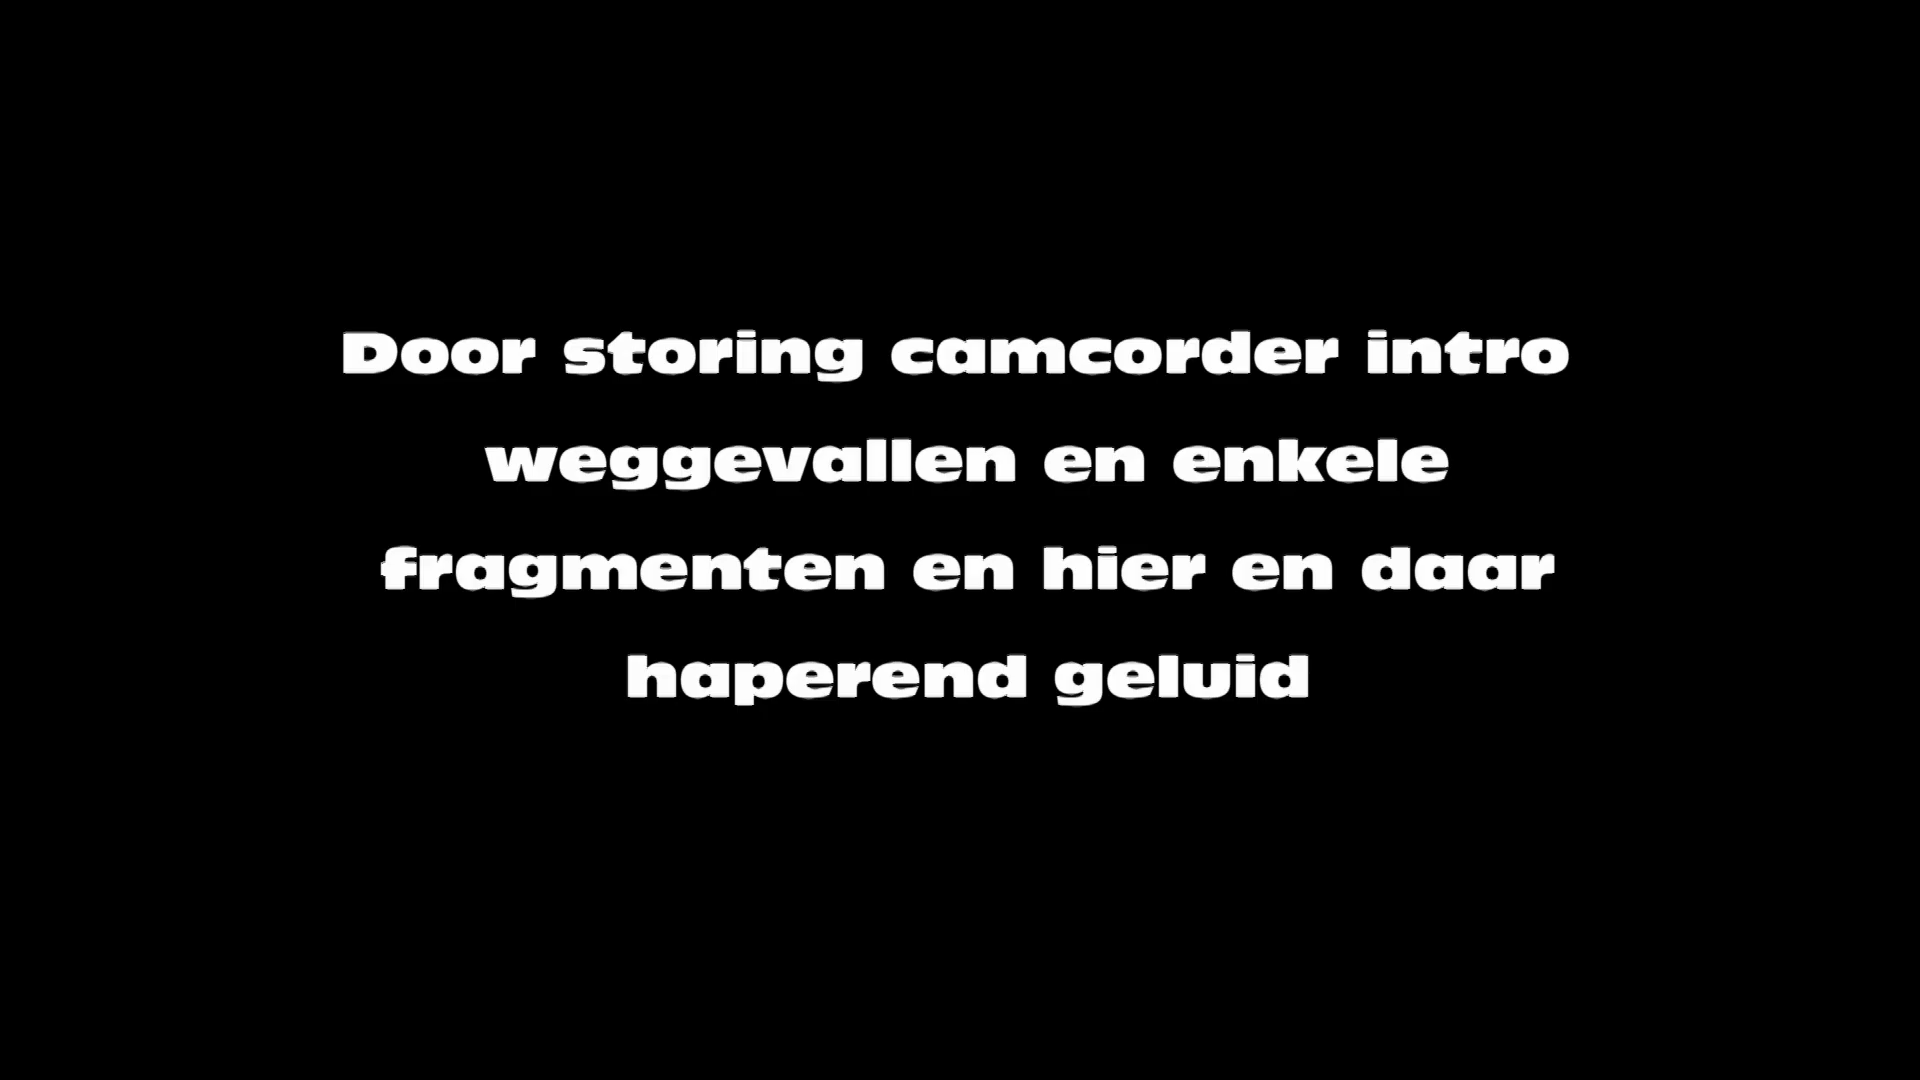 Door storing camcorder intro
weggevallen en enkele
fragmenten en hier en daar
haperend geluid